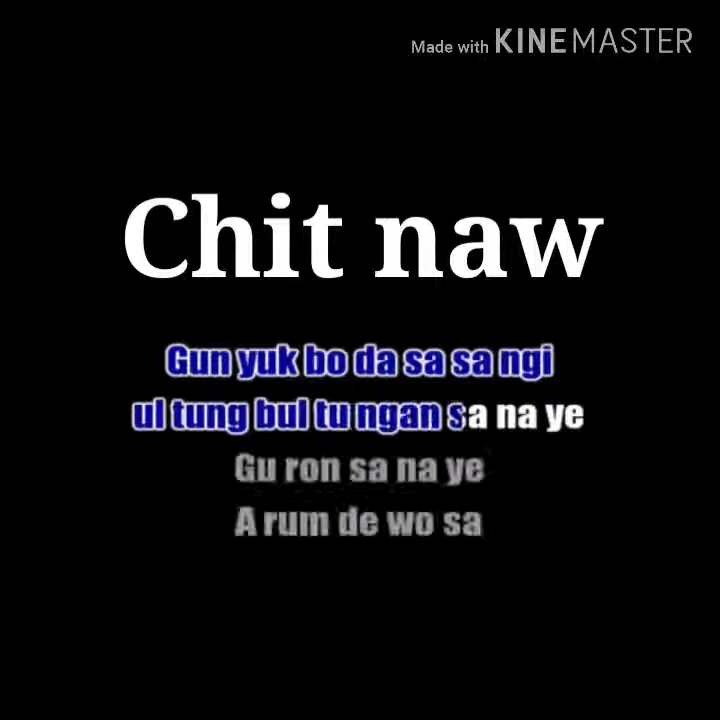 Made with KINEMASTER
Chit naw
Gun yuk bo da sa sa ngi
ul tung bul tu ngan sa na ye
Gu ron sa na ye
A rum de wo sa